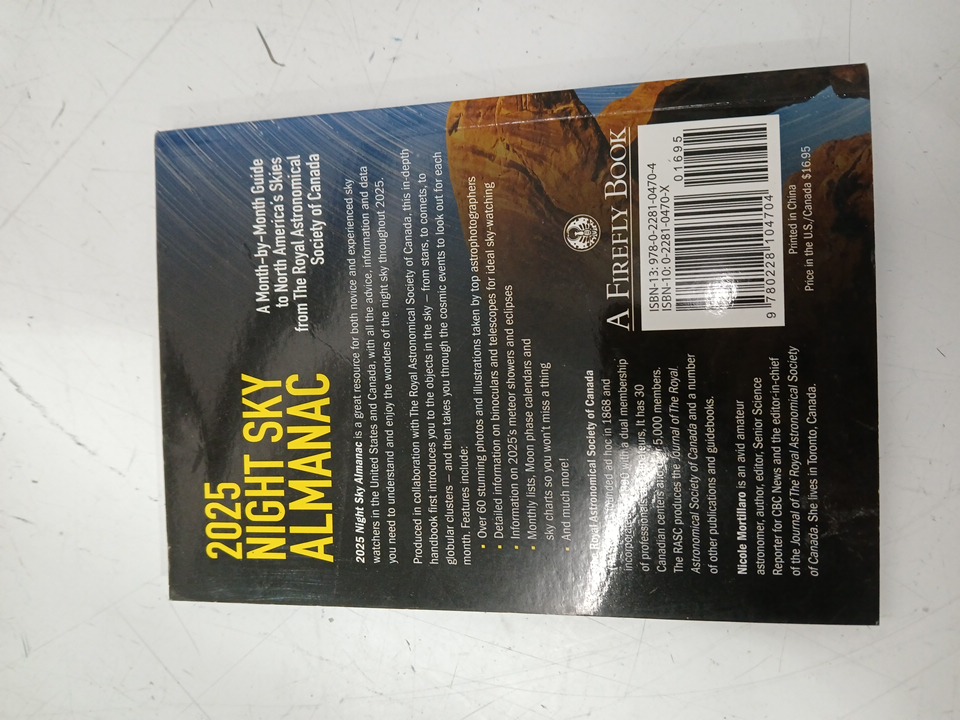 2025
NIGHT SKY
ALMANAC
A Month-by-Month Guide
to North America's Skies
from The Royal Astronomical
Society of Canada
2025 Night Sky Almanac is a great resource for both novice and experienced sky
watchers in the United States and Canada, with all the advice, information and data
you need to understand and enjoy the wonders of the night sky throughout 2025.
Produced in collaboration with The Royal Astronomical Society of Canada, this in-depth
handbook first introduces you to the objects in the sky — from stars, to comets, to
globular clusters — and then takes you through the cosmic events to look out for each
month. Features include:
• Over 60 stunning photos and illustrations taken by top astrophotographers
• Detailed information on binoculars and telescopes for ideal sky-watching
• Information on 2025's meteor showers and eclipses
• Monthly lists, Moon phase calendars and
sky charts so you won't miss a thing
• And much more!
Royal Astronomical Society of Canada
ad hoc in 1868 and
with a dual membership
of professionals It has 30
Canadian centers 5,000 members.
The RASC produces the Journal of The Royal
Astronomical Society of Canada and a number
of other publications and guidebooks.
Nicole Mortillaro is an avid amateur
astronomer, author, editor, Senior Science
Reporter for CBC News and the editor-in-chief
of the Journal of The Royal Astronomical Society
of Canada. She lives in Toronto, Canada.
A FIREFLY BOOK
ISBN-13: 978-0-2281-0470-4
ISBN-10: 0-2281-0470-X
01695
9 780228 104704
Printed in China
Price in the U.S./Canada $16.95